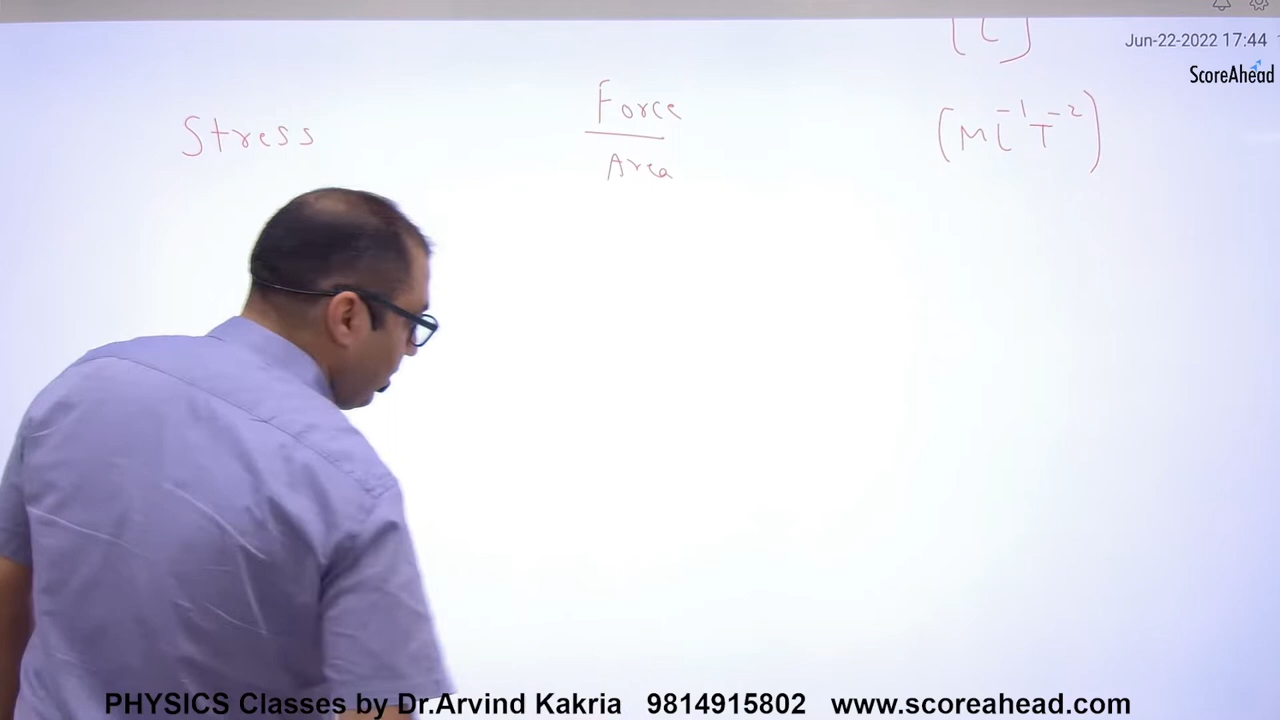 [L]
Jun-22-2022 17:44
ScoreAhead
Stress
Force
Area
(ML⁻¹T⁻²)
PHYSICS Classes by Dr.Arvind Kakria 9814915802 www.scoreahead.com